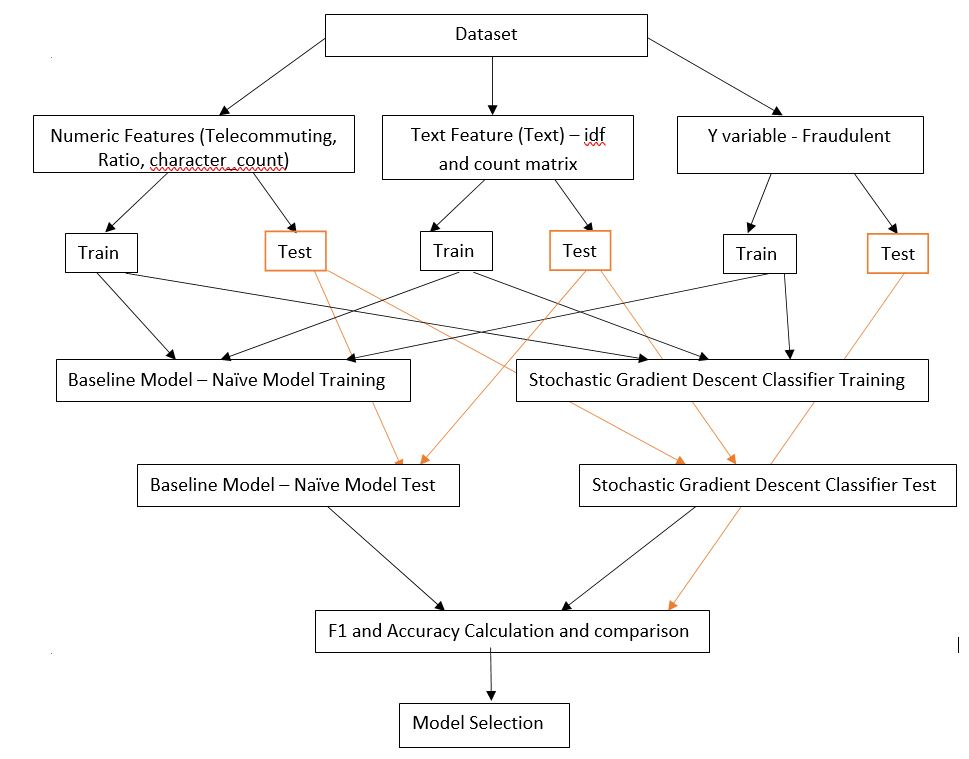 Dataset
Numeric Features (Telecommuting,
Ratio, character_count)
Text Feature (Text) – idf
and count matrix
Y variable - Fraudulent
Train
Test
Train
Test
Train
Test
Baseline Model – Naïve Model Training
Stochastic Gradient Descent Classifier Training
Baseline Model – Naïve Model Test
Stochastic Gradient Descent Classifier Test
F1 and Accuracy Calculation and comparison
Model Selection